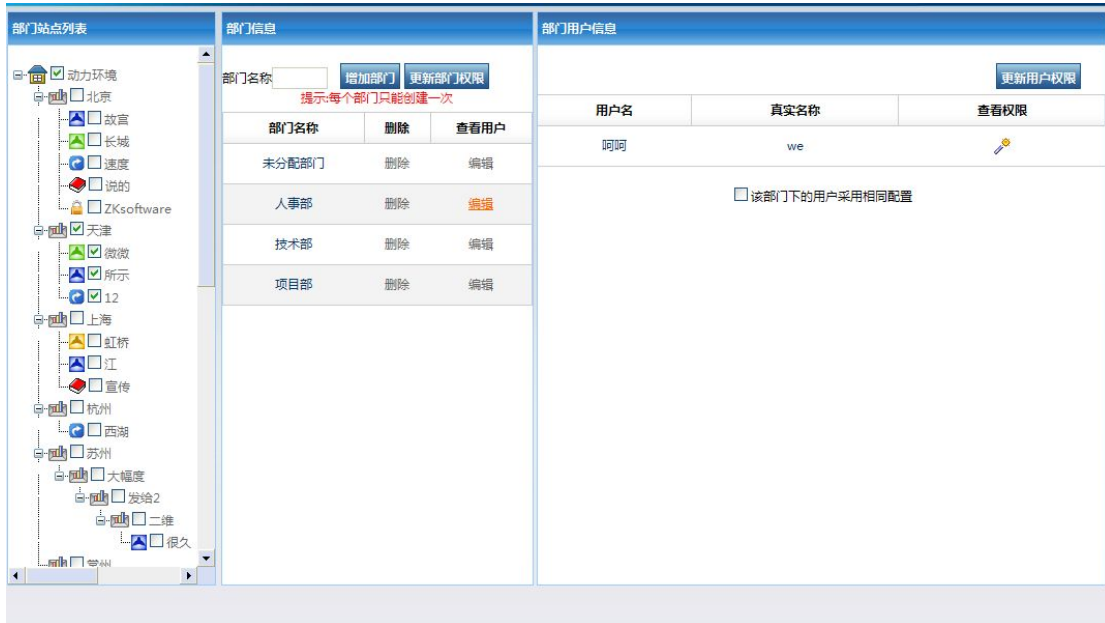 部门站点列表
动力环境
北京
故宫
长城
速度
说的
ZKsoftware
天津
微微
所示
12
上海
虹桥
江
宣传
杭州
西湖
苏州
大幅度
发给2
二维
很久
常州
部门信息
部门名称 增加部门 更新部门权限
提示:每个部门只能创建一次
部门名称 删除 查看用户
未分配部门 删除 编辑
人事部 删除 编辑
技术部 删除 编辑
项目部 删除 编辑
部门用户信息
更新用户权限
用户名 真实名称 查看权限
呵呵 we
该部门下的用户采用相同配置